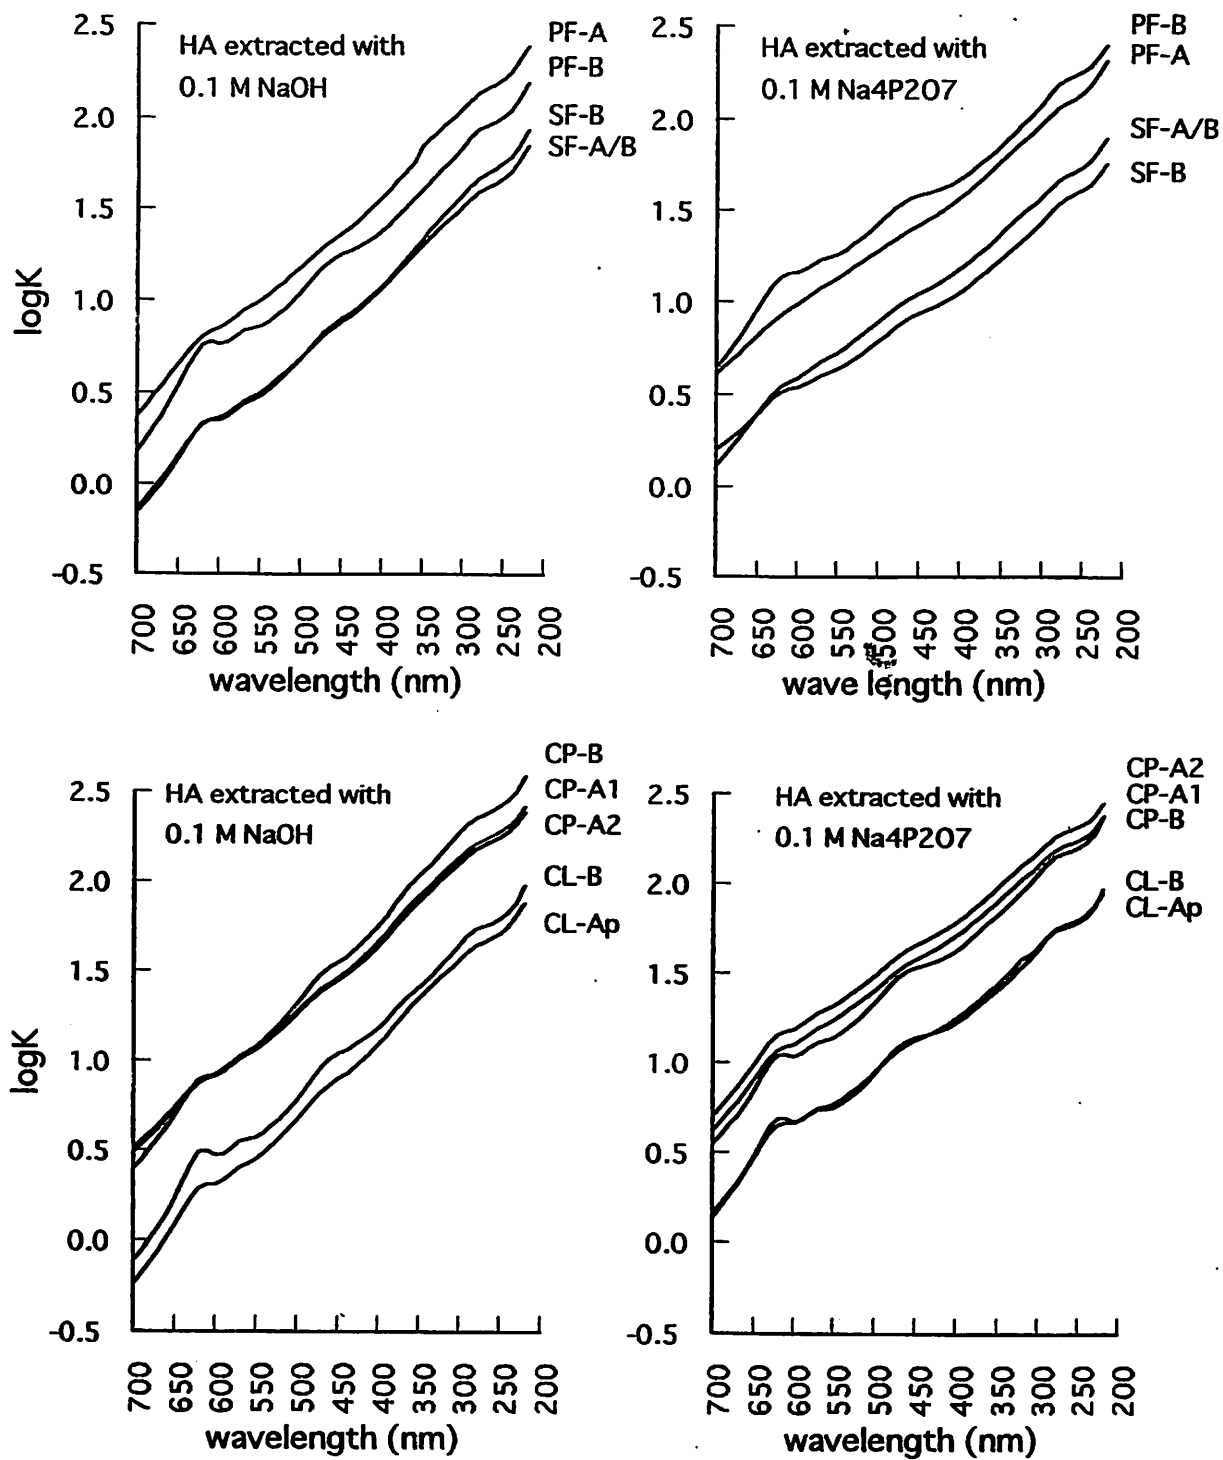 HA extracted with
0.1 M NaOH
PF-A
PF-B
SF-B
SF-A/B
2.5
2.0
1.5
1.0
0.5
0.0
-0.5
logK
700
650
600
550
500
450
400
350
300
250
200
wavelength (nm)
HA extracted with
0.1 M Na4P2O7
PF-B
PF-A
SF-A/B
SF-B
2.5
2.0
1.5
1.0
0.5
0.0
-0.5
700
650
600
550
500
450
400
350
300
250
200
wave length (nm)
HA extracted with
0.1 M NaOH
CP-B
CP-A1
CP-A2
CL-B
CL-Ap
2.5
2.0
1.5
1.0
0.5
0.0
-0.5
logK
700
650
600
550
500
450
400
350
300
250
200
wavelength (nm)
HA extracted with
0.1 M Na4P2O7
CP-A2
CP-A1
CP-B
CL-B
CL-Ap
2.5
2.0
1.5
1.0
0.5
0.0
-0.5
700
650
600
550
500
450
400
350
300
250
200
wavelength (nm)